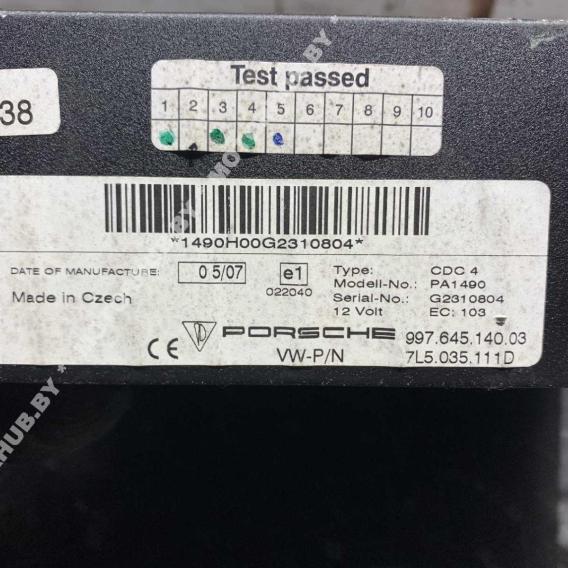 Test passed
1 2 3 4 5 6 7 8 9 10
38
*1490H00G2310804*
DATE OF MANUFACTURE: 05/07 e1 Type: CDC 4
022040 Modell-No.: PA1490
Made in Czech Serial-No.: G2310804
12 Volt EC: 103
CE PORSCHE 997.645.140.03
VW-P/N 7L5.035.111D